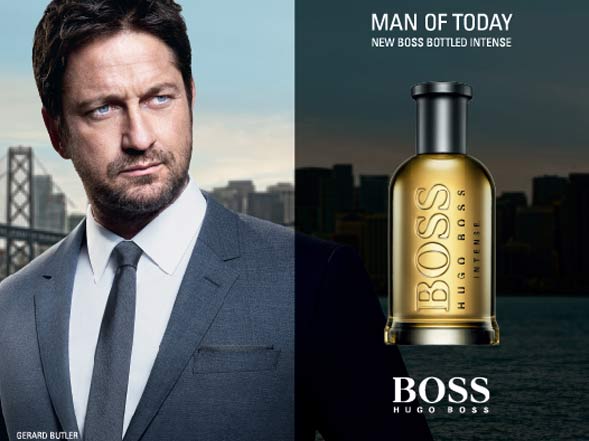 MAN OF TODAY
NEW BOSS BOTTLED INTENSE
BOSS
HUGO BOSS
INTENSE
BOSS
HUGO BOSS
GERARD BUTLER